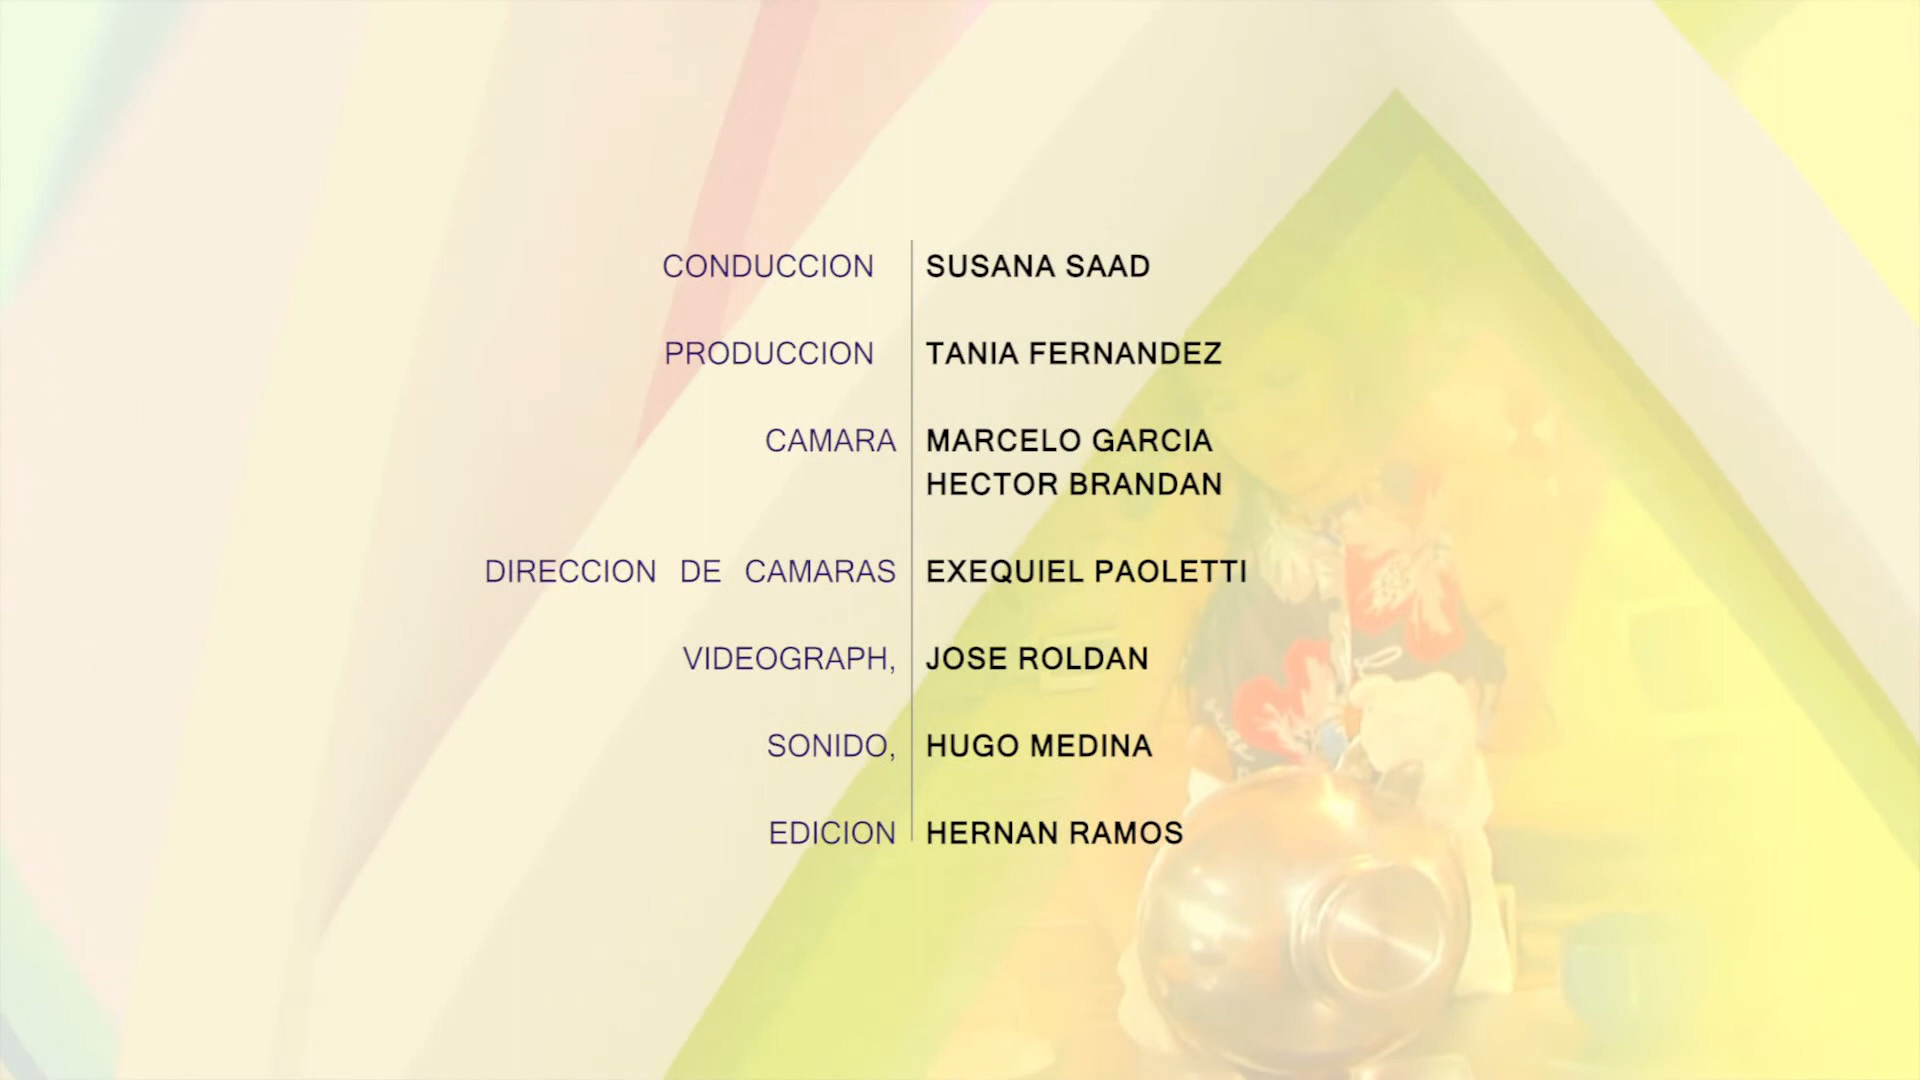 CONDUCCION SUSANA SAAD
PRODUCCION TANIA FERNANDEZ
CAMARA MARCELO GARCIA
HECTOR BRANDAN
DIRECCION DE CAMARAS EXEQUIEL PAOLETTI
VIDEOGRAPH, JOSE ROLDAN
SONIDO, HUGO MEDINA
EDICION HERNAN RAMOS